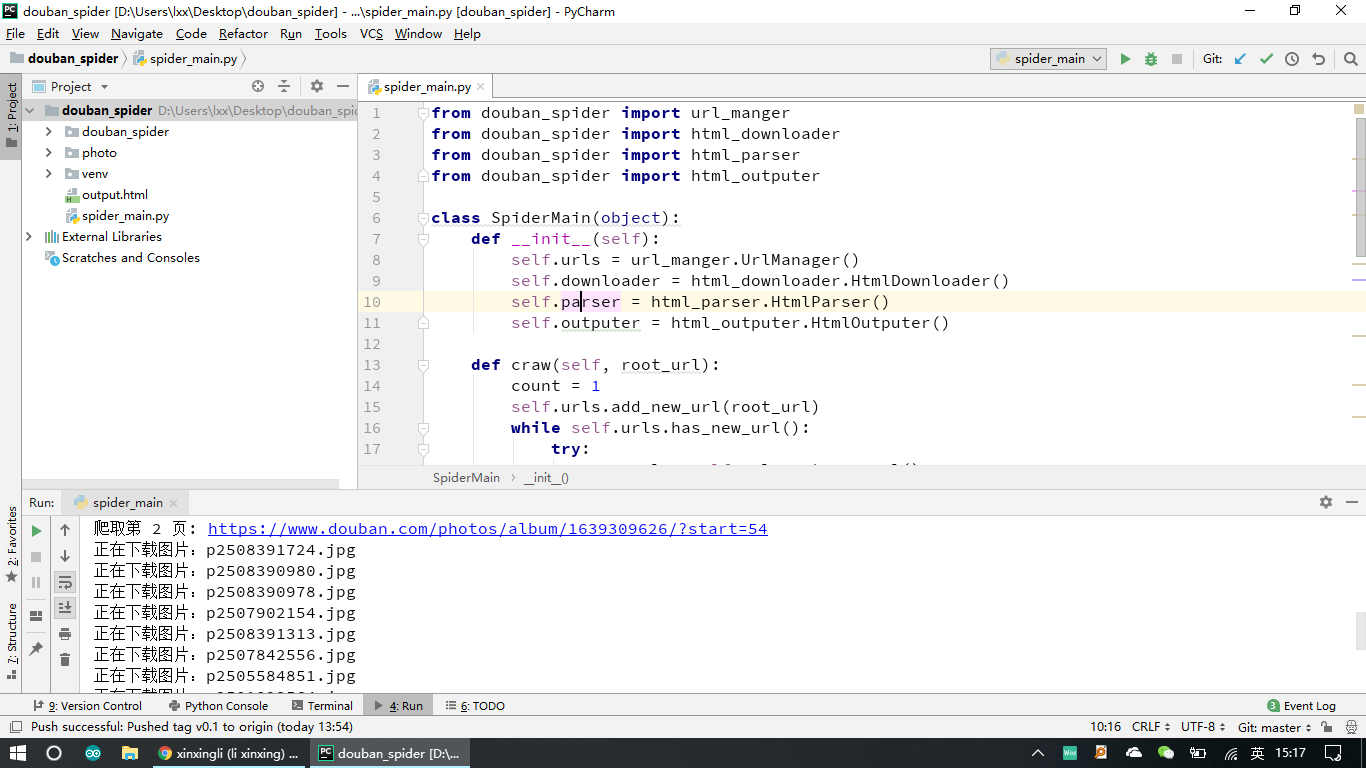 douban_spider [D:\Users\lxx\Desktop\douban_spider] - ...\spider_main.py [douban_spider] - PyCharm
File Edit View Navigate Code Refactor Run Tools VCS Window Help
douban_spider spider_main.py spider_main Git:
1: Project
Project
spider_main.py
douban_spider D:\Users\lxx\Desktop\douban_spid
douban_spider
photo
venv
output.html
spider_main.py
External Libraries
Scratches and Consoles
1 from douban_spider import url_manger
2 from douban_spider import html_downloader
3 from douban_spider import html_parser
4 from douban_spider import html_outputer
5
6 class SpiderMain(object):
7 def __init__(self):
8 self.urls = url_manger.UrlManager()
9 self.downloader = html_downloader.HtmlDownloader()
10 self.parser = html_parser.HtmlParser()
11 self.outputer = html_outputer.HtmlOutputer()
12
13 def craw(self, root_url):
14 count = 1
15 self.urls.add_new_url(root_url)
16 while self.urls.has_new_url():
17 try:
SpiderMain __init__()
Run: spider_main
2: Favorites
7: Structure
爬取第 2 页: https://www.douban.com/photos/album/1639309626/?start=54
正在下载图片：p2508391724.jpg
正在下载图片：p2508390980.jpg
正在下载图片：p2508390978.jpg
正在下载图片：p2507902154.jpg
正在下载图片：p2508391313.jpg
正在下载图片：p2507842556.jpg
正在下载图片：p2505584851.jpg
9: Version Control Python Console Terminal 4: Run 6: TODO 3 Event Log
Push successful: Pushed tag v0.1 to origin (today 13:54) 10:16 CRLF UTF-8 Git: master
xinxingli (li xinxing) ... douban_spider [D:\... 英 15:17